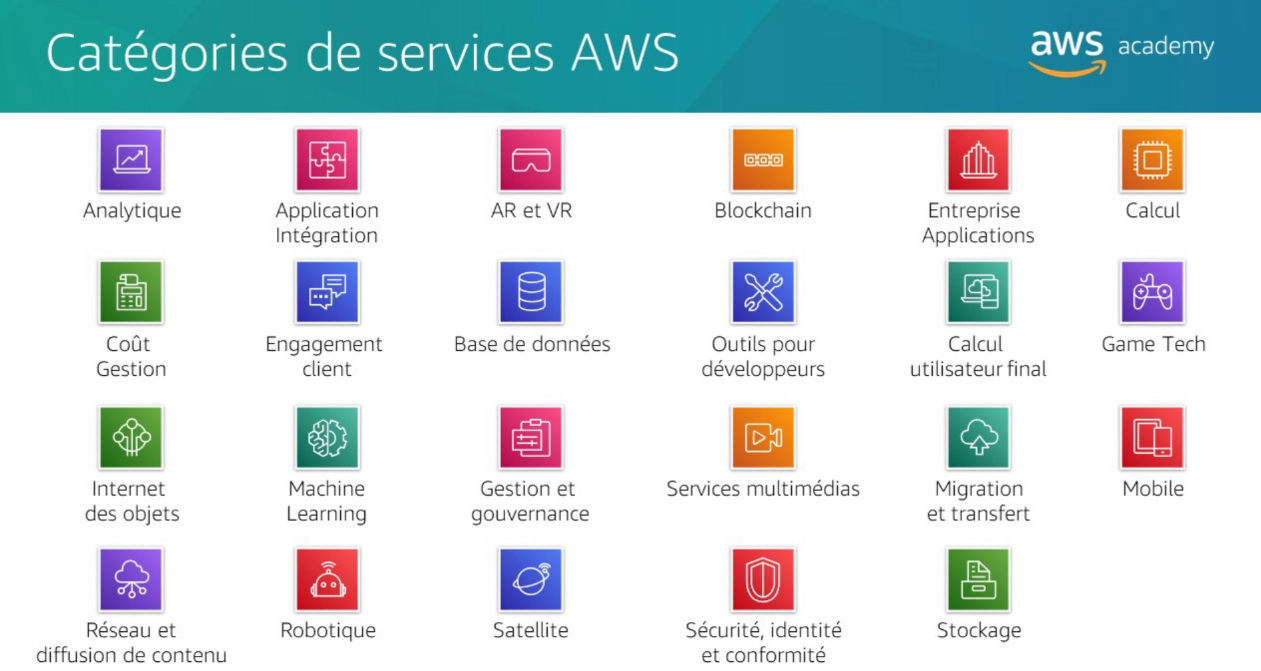 Catégories de services AWS
aws academy
Analytique
Application
Intégration
AR et VR
Blockchain
Entreprise
Applications
Calcul
Coût
Gestion
Engagement
client
Base de données
Outils pour
développeurs
Calcul
utilisateur final
Game Tech
Internet
des objets
Machine
Learning
Gestion et
gouvernance
Services multimédias
Migration
et transfert
Mobile
Réseau et
diffusion de contenu
Robotique
Satellite
Sécurité, identité
et conformité
Stockage